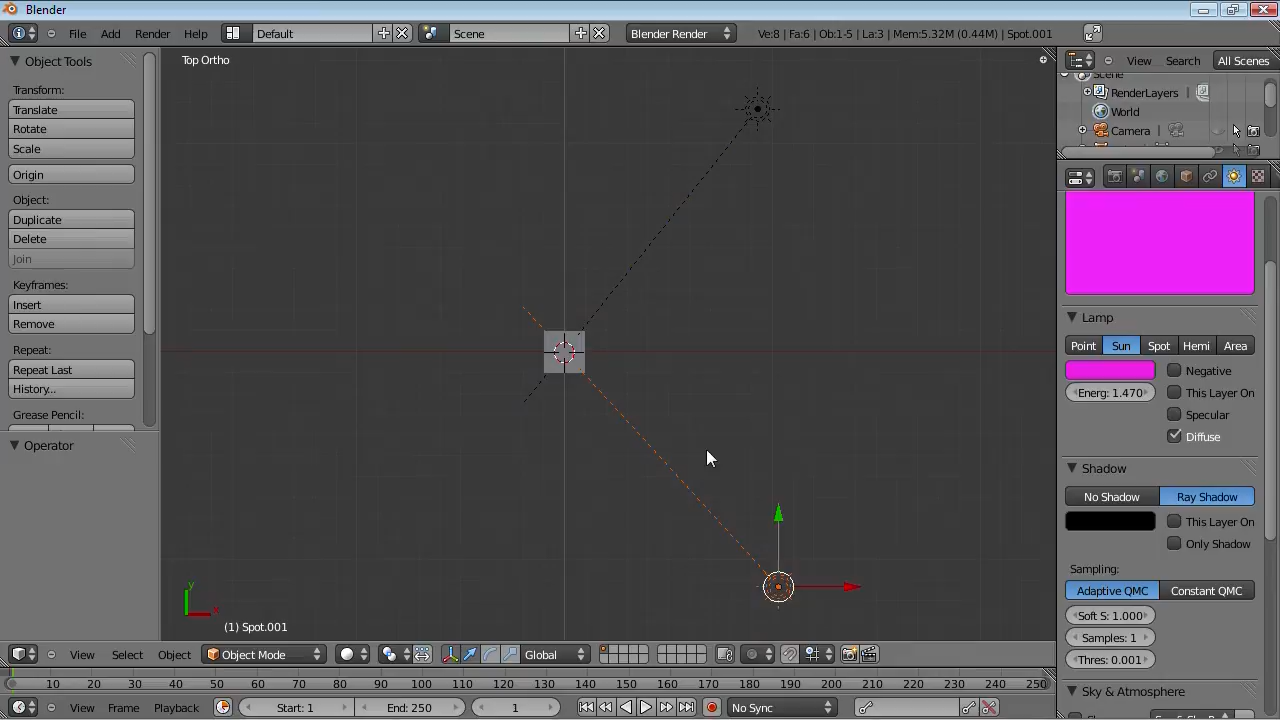 Blender
File Add Render Help Default Scene Blender Render Ve:8 | Fa:6 | Ob:1-5 | La:3 | Mem:5.32M (0.44M) | Spot.001
Object Tools
Transform:
Translate
Rotate
Scale
Origin
Object:
Duplicate
Delete
Join
Keyframes:
Insert
Remove
Repeat:
Repeat Last
History...
Grease Pencil:
Operator
Top Ortho
y
x
(1) Spot.001
View Search All Scenes
Scene
RenderLayers
World
Camera
Lamp
Point Sun Spot Hemi Area
Negative
Energ: 1.470 This Layer On
Specular
Diffuse
Shadow
No Shadow Ray Shadow
This Layer On
Only Shadow
Sampling:
Adaptive QMC Constant QMC
Soft S: 1.000
Samples: 1
Thres: 0.001
Sky & Atmosphere
View Select Object Object Mode Global
0 10 20 30 40 50 60 70 80 90 100 110 120 130 140 150 160 170 180 190 200 210 220 230 240 250
View Frame Playback Start: 1 End: 250 1 No Sync